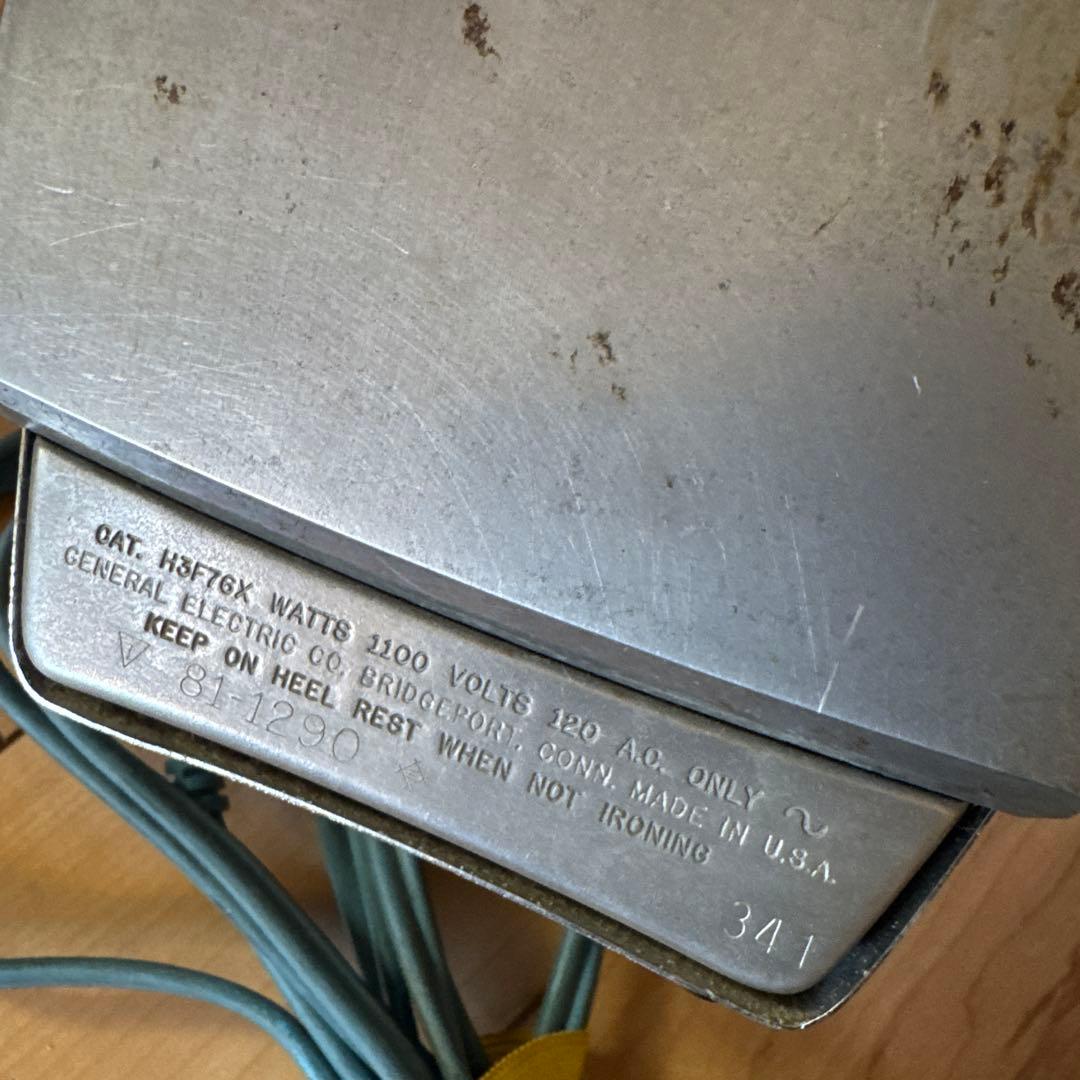 CAT. H3F76X WATTS 1100 VOLTS 120 A.C. ONLY ~
GENERAL ELECTRIC CO. BRIDGEPORT, CONN. MADE IN U.S.A.
KEEP ON HEEL REST WHEN NOT IRONING
81-1290
341